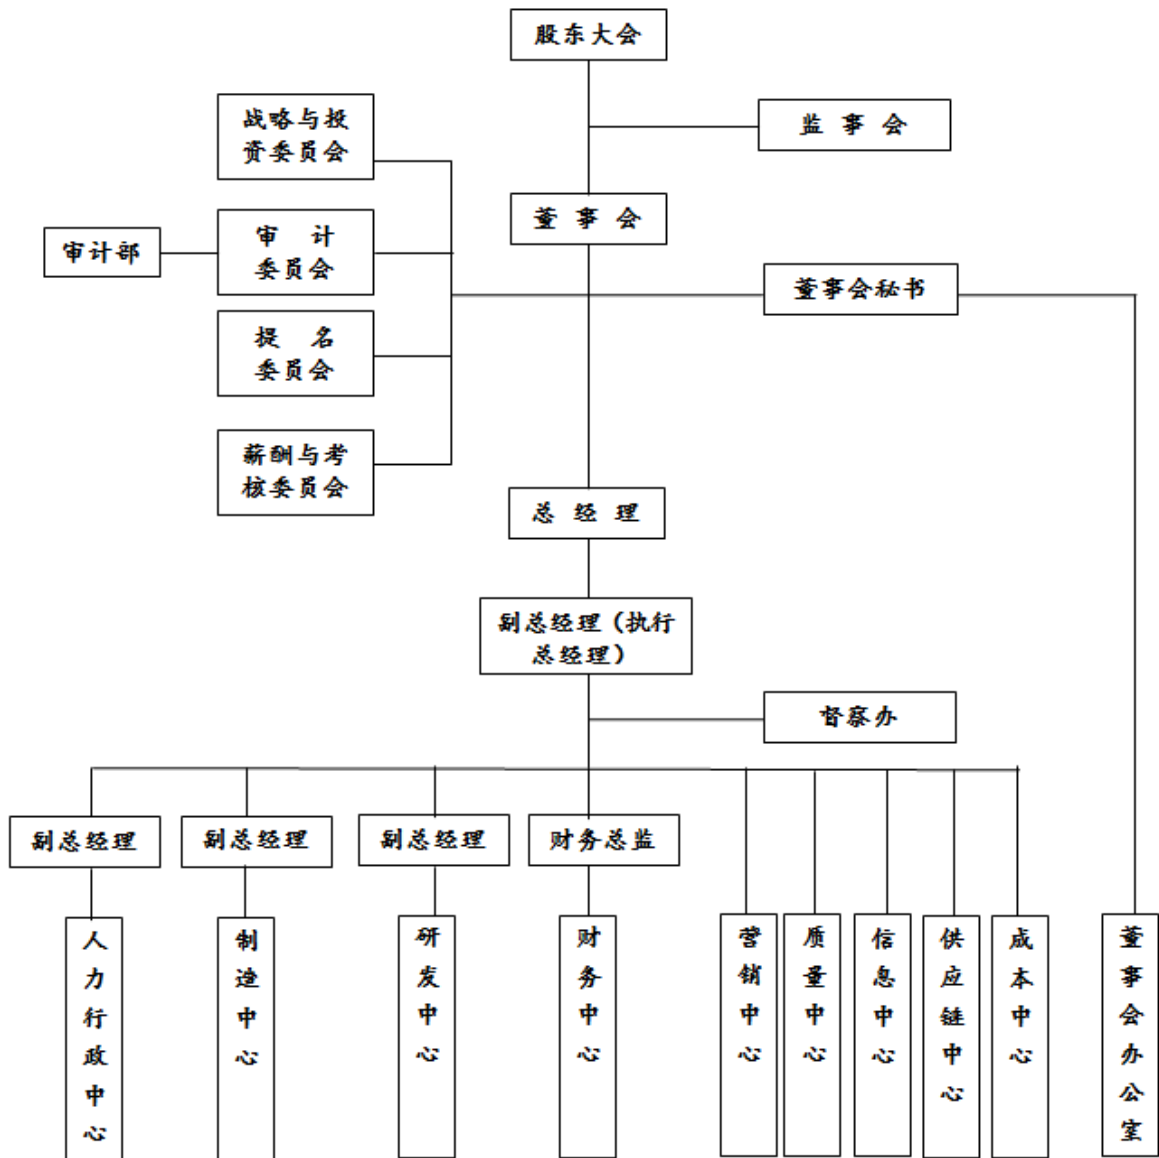 股东大会
战略与投
资委员会
监事会
董事会
审计部
审计
委员会
董事会秘书
提名
委员会
薪酬与考
核委员会
总经理
副总经理（执行
总经理）
督察办
副总经理
副总经理
副总经理
财务总监
人力行政中心
制造中心
研发中心
财务中心
营销中心
质量中心
信息中心
供应链中心
成本中心
董事会办公室